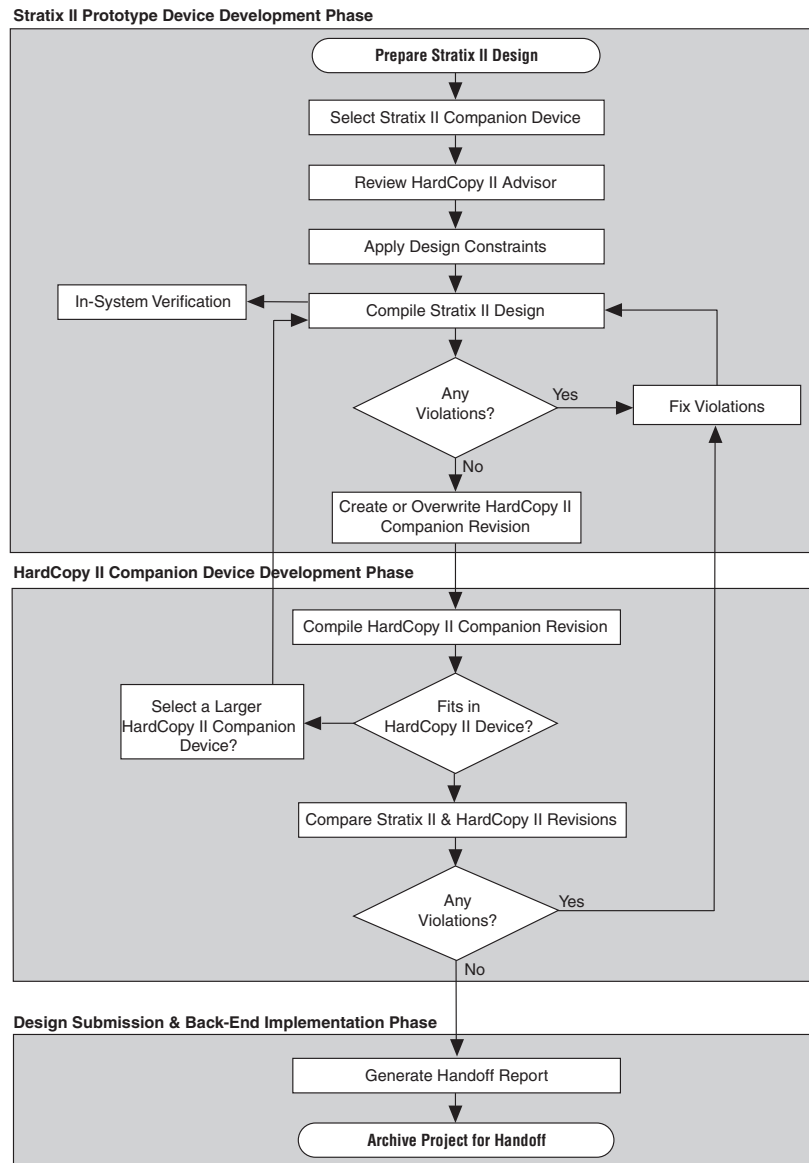 Stratix II Prototype Device Development Phase
Prepare Stratix II Design
Select Stratix II Companion Device
Review HardCopy II Advisor
Apply Design Constraints
In-System Verification
Compile Stratix II Design
Any
Violations?
Yes
Fix Violations
No
Create or Overwrite HardCopy II
Companion Revision
HardCopy II Companion Device Development Phase
Compile HardCopy II Companion Revision
Select a Larger
HardCopy II Companion
Device?
Fits in
HardCopy II Device?
Compare Stratix II & HardCopy II Revisions
Any
Violations?
Yes
No
Design Submission & Back-End Implementation Phase
Generate Handoff Report
Archive Project for Handoff